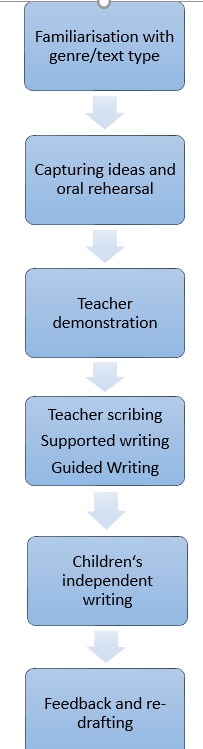 Familiarisation with
genre/text type
Capturing ideas and
oral rehearsal
Teacher
demonstration
Teacher scribing
Supported writing
Guided Writing
Children‘s
independent
writing
Feedback and re-
drafting